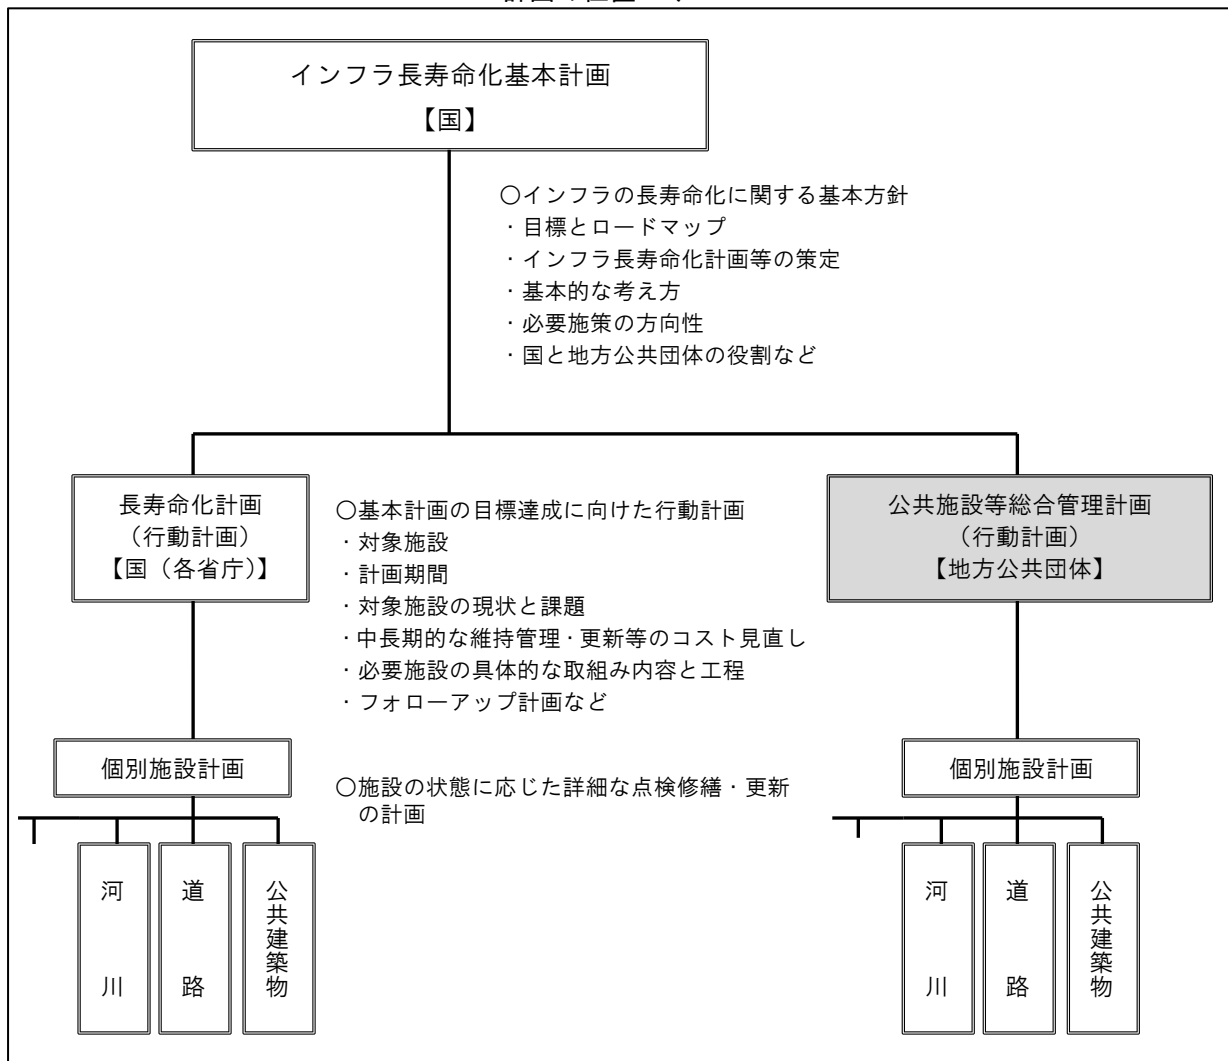 インフラ長寿命化基本計画
【国】
〇インフラの長寿命化に関する基本方針
・目標とロードマップ
・インフラ長寿命化計画等の策定
・基本的な考え方
・必要施策の方向性
・国と地方公共団体の役割など
長寿命化計画
（行動計画）
【国（各省庁）】
〇基本計画の目標達成に向けた行動計画
・対象施設
・計画期間
・対象施設の現状と課題
・中長期的な維持管理・更新等のコスト見直し
・必要施設の具体的な取組み内容と工程
・フォローアップ計画など
公共施設等総合管理計画
（行動計画）
【地方公共団体】
個別施設計画
〇施設の状態に応じた詳細な点検修繕・更新
の計画
個別施設計画
河川
道路
公共建築物
河川
道路
公共建築物